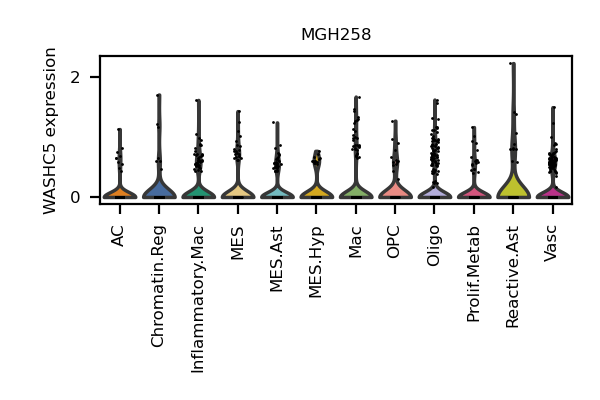 MGH258
WASHC5 expression
2
0
AC
Chromatin.Reg
Inflammatory.Mac
MES
MES.Ast
MES.Hyp
Mac
OPC
Oligo
Prolif.Metab
Reactive.Ast
Vasc